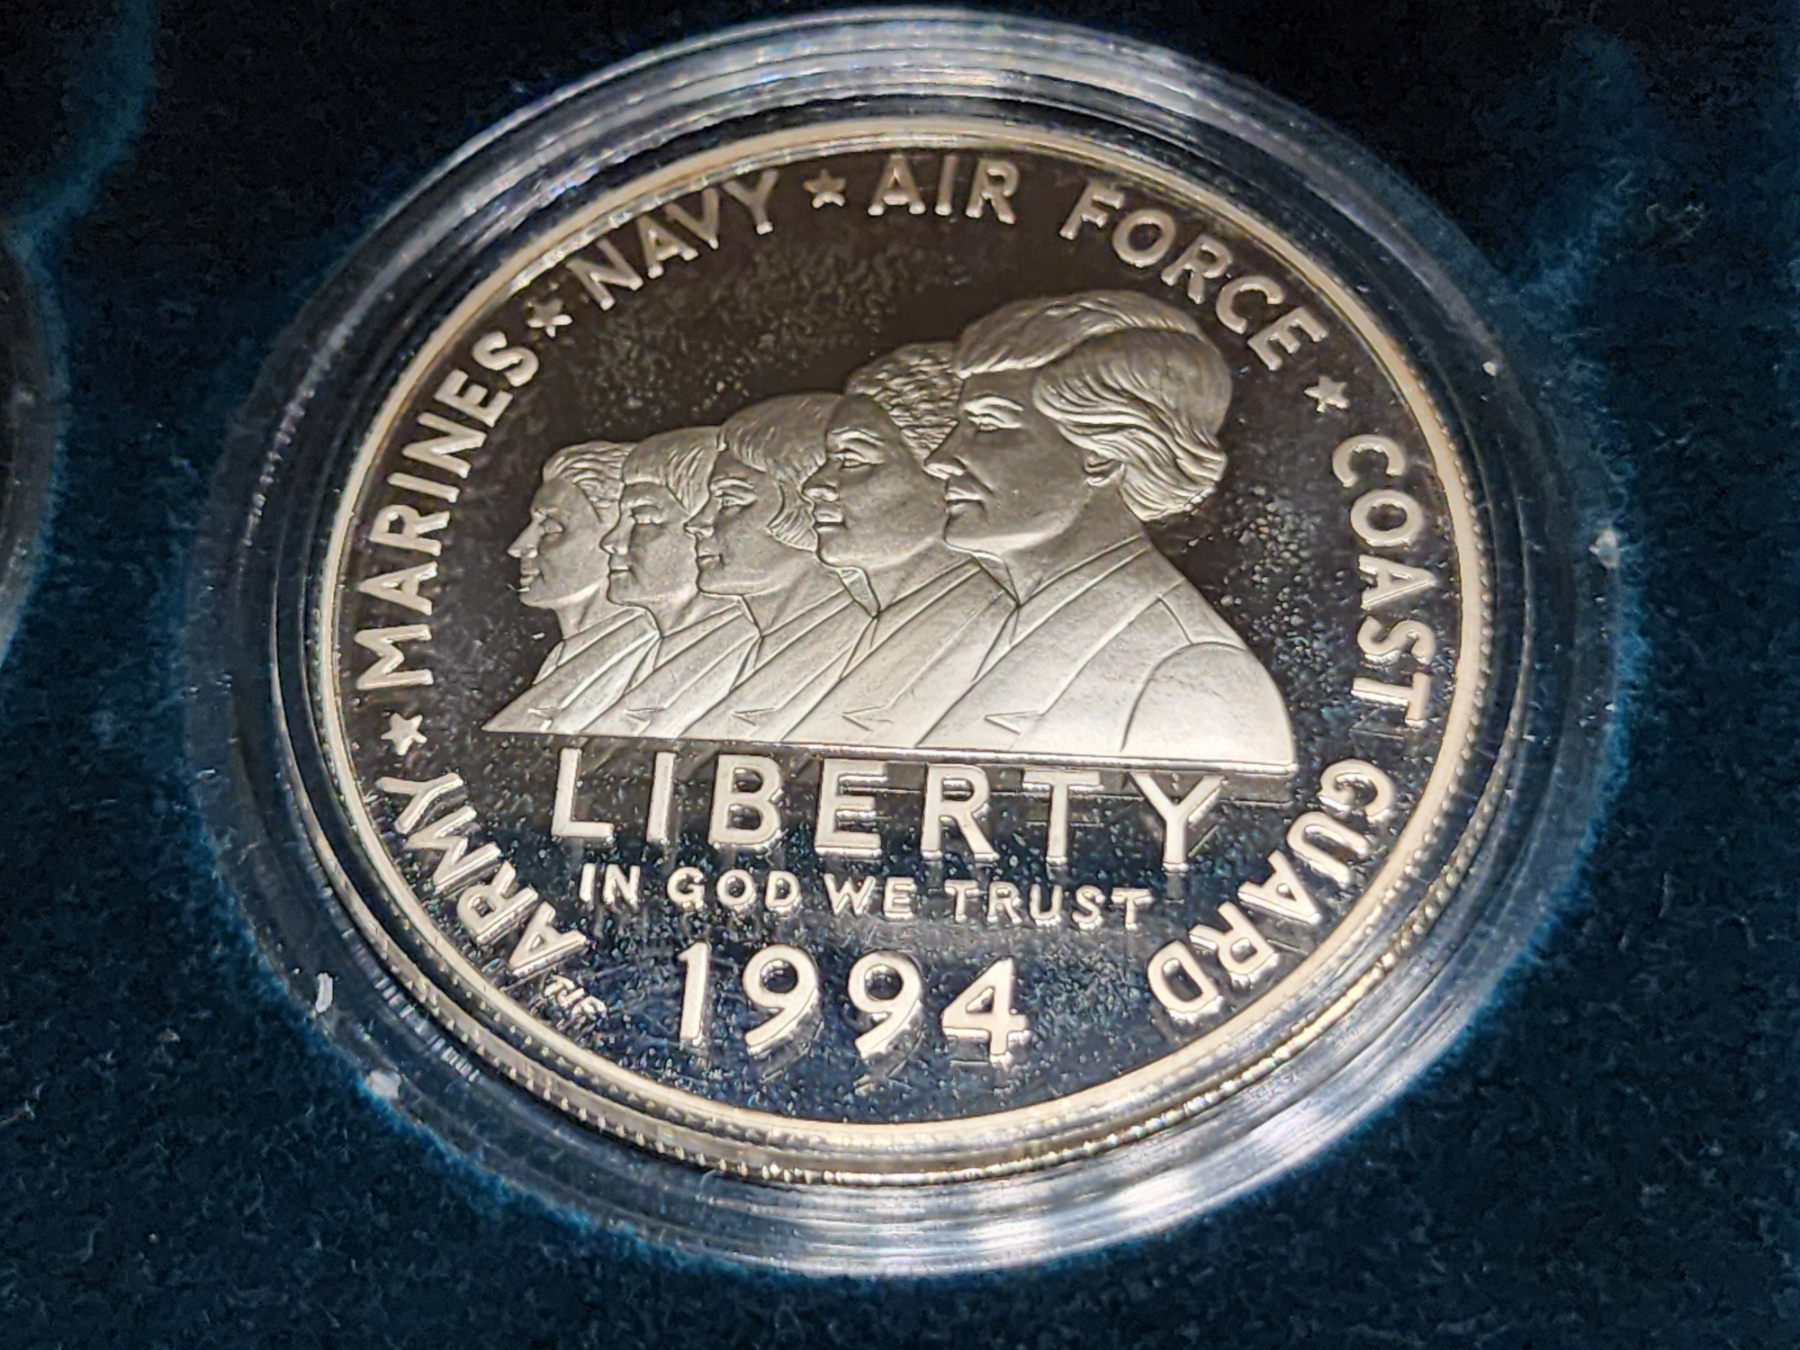 ARMY ★ MARINES ★ NAVY ★ AIR FORCE ★ COAST GUARD
LIBERTY
IN GOD WE TRUST
1994